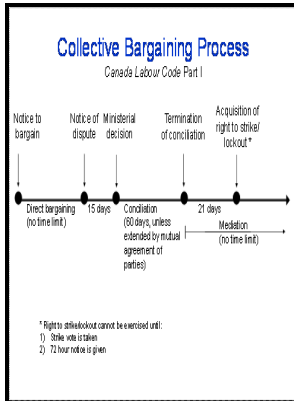 Collective Bargaining Process
Canada Labour Code Part I
Notice to
bargain
Notice of
dispute
Ministerial
decision
Termination
of conciliation
Acquisition of
right to strike/
lockout *
Direct bargaining
(no time limit)
15 days
Conciliation
(60 days, unless
extended by mutual
agreement of
parties)
21 days
Mediation
(no time limit)
* Right to strike/lockout cannot be exercised until:
1) Strike vote is taken
2) 72 hour notice is given